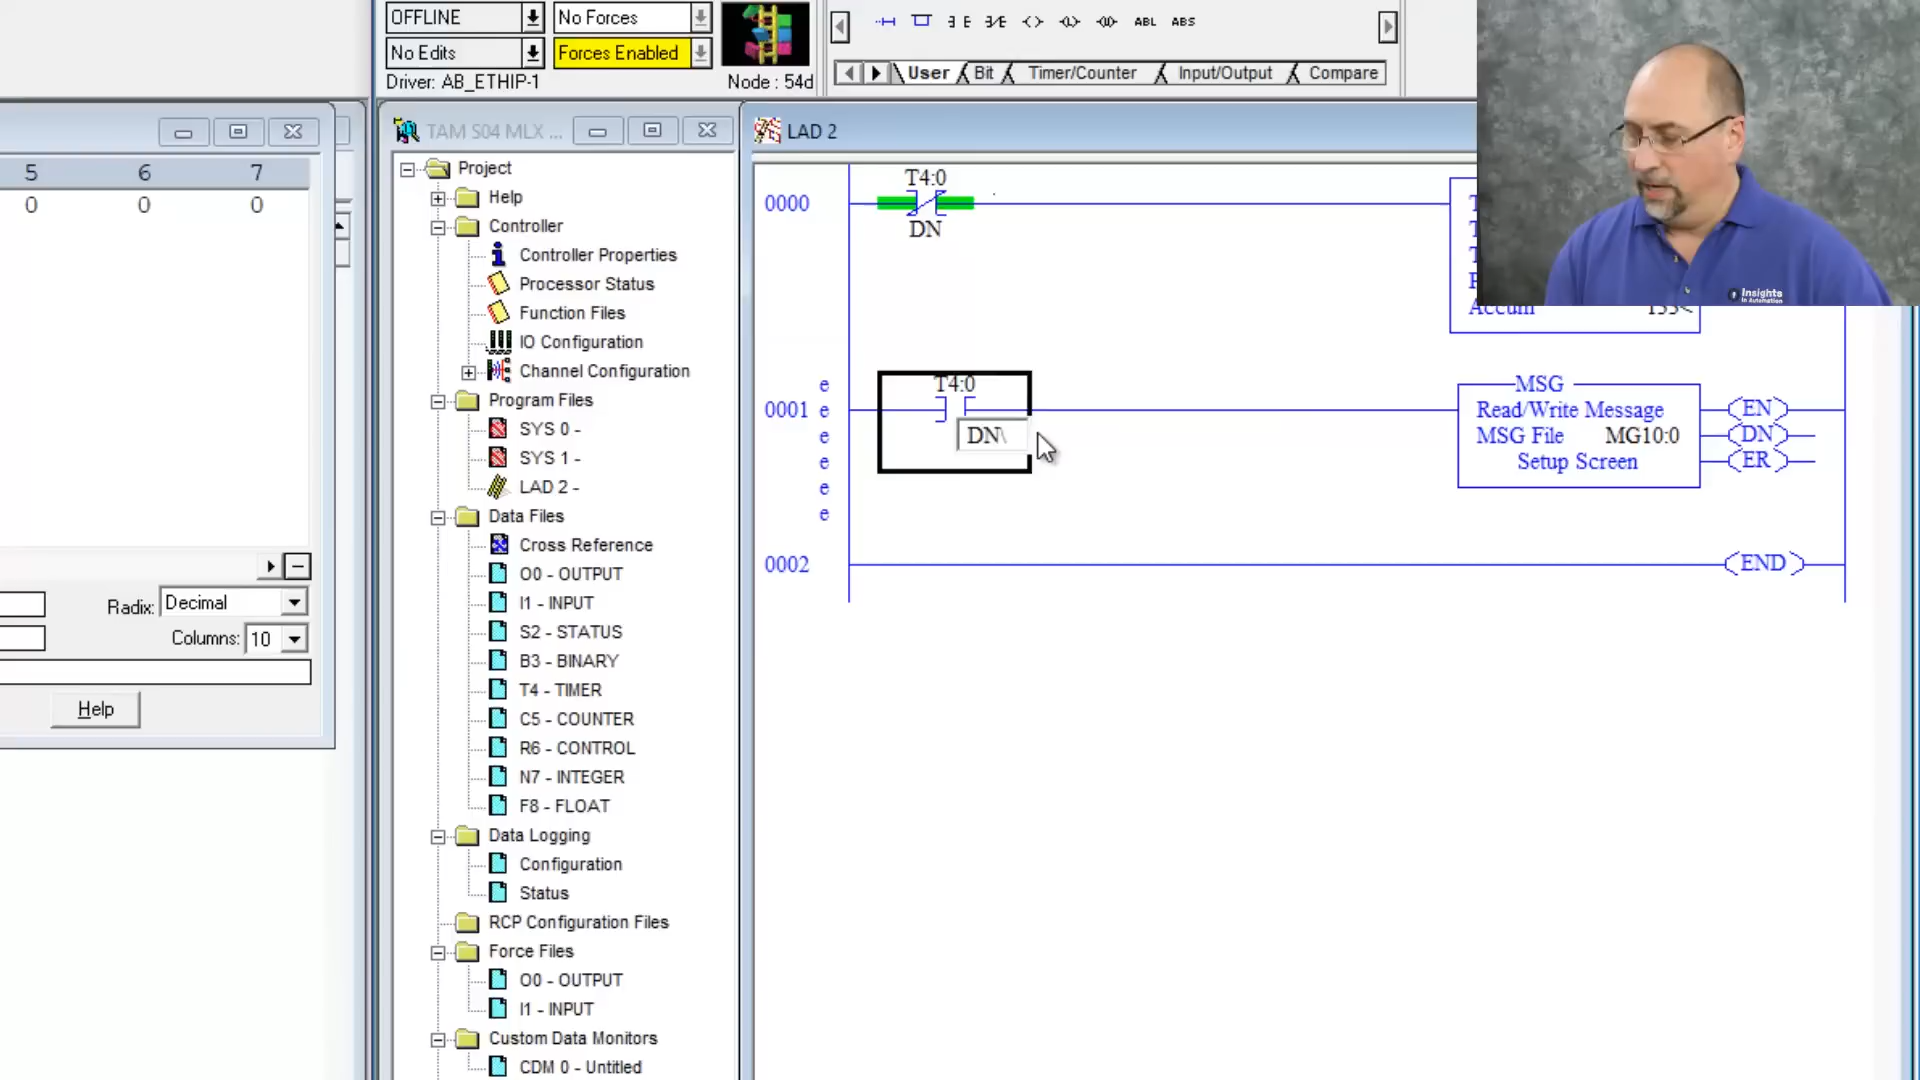 OFFLINE
No Forces
No Edits
Forces Enabled
Driver: AB_ETHIP-1
Node : 54d
ABL
ABS
User
Bit
Timer/Counter
Input/Output
Compare
5 6 7
0 0 0
Radix: Decimal
Columns: 10
Help
TAM S04 MLX ...
Project
Help
Controller
Controller Properties
Processor Status
Function Files
IO Configuration
Channel Configuration
Program Files
SYS 0 -
SYS 1 -
LAD 2 -
Data Files
Cross Reference
O0 - OUTPUT
I1 - INPUT
S2 - STATUS
B3 - BINARY
T4 - TIMER
C5 - COUNTER
R6 - CONTROL
N7 - INTEGER
F8 - FLOAT
Data Logging
Configuration
Status
RCP Configuration Files
Force Files
O0 - OUTPUT
I1 - INPUT
Custom Data Monitors
CDM 0 - Untitled
LAD 2
T4:0
0000
DN
T
T
T
Accum
T4:0
e
0001 e
e
e
e
e
DN\
MSG
Read/Write Message
MSG File MG10:0
Setup Screen
EN
DN
ER
0002
END
Insights
In Automation